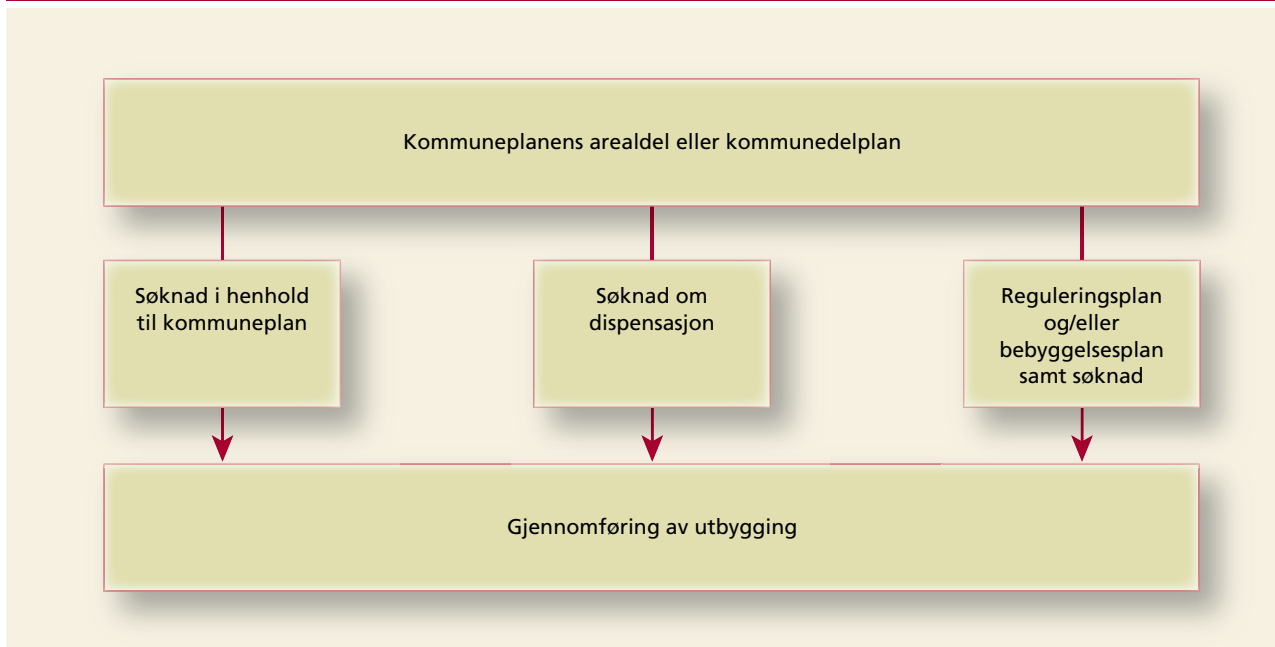 Kommuneplanens arealdel eller kommunedelplan
Søknad i henhold
til kommuneplan
Søknad om
dispensasjon
Reguleringsplan
og/eller
bebyggelsesplan
samt søknad
Gjennomføring av utbygging